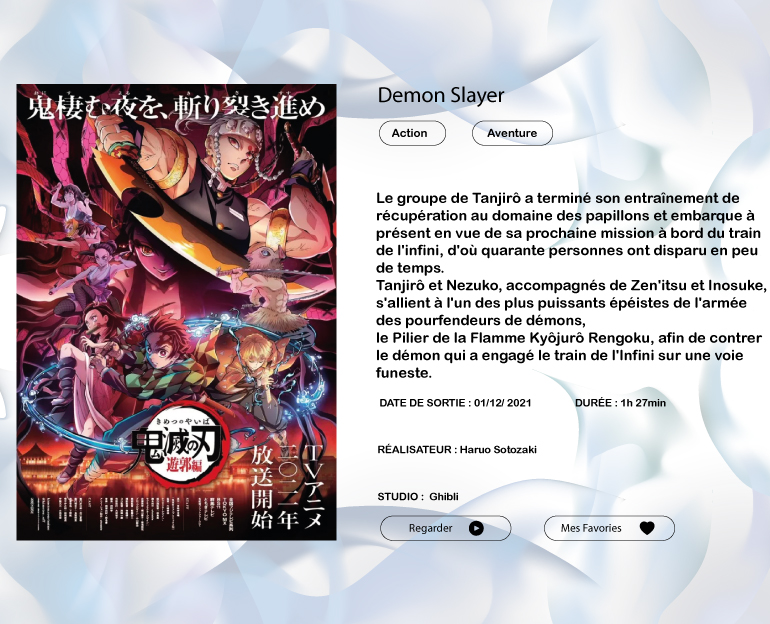 鬼棲む夜を、斬り裂き進め
きめつのやいば
鬼滅の刃
遊郭編
TVアニメ
二〇二一年
放送開始
Demon Slayer
Action
Aventure
Le groupe de Tanjirô a terminé son entraînement de
récupération au domaine des papillons et embarque à
présent en vue de sa prochaine mission à bord du train
de l'infini, d'où quarante personnes ont disparu en peu
de temps.
Tanjirô et Nezuko, accompagnés de Zen'itsu et Inosuke,
s'allient à l'un des plus puissants épéistes de l'armée
des pourfendeurs de démons,
le Pilier de la Flamme Kyôjurô Rengoku, afin de contrer
le démon qui a engagé le train de l'Infini sur une voie
funeste.
DATE DE SORTIE : 01/12/ 2021
DURÉE : 1h 27min
RÉALISATEUR : Haruo Sotozaki
STUDIO :  Ghibli
Regarder
Mes Favories